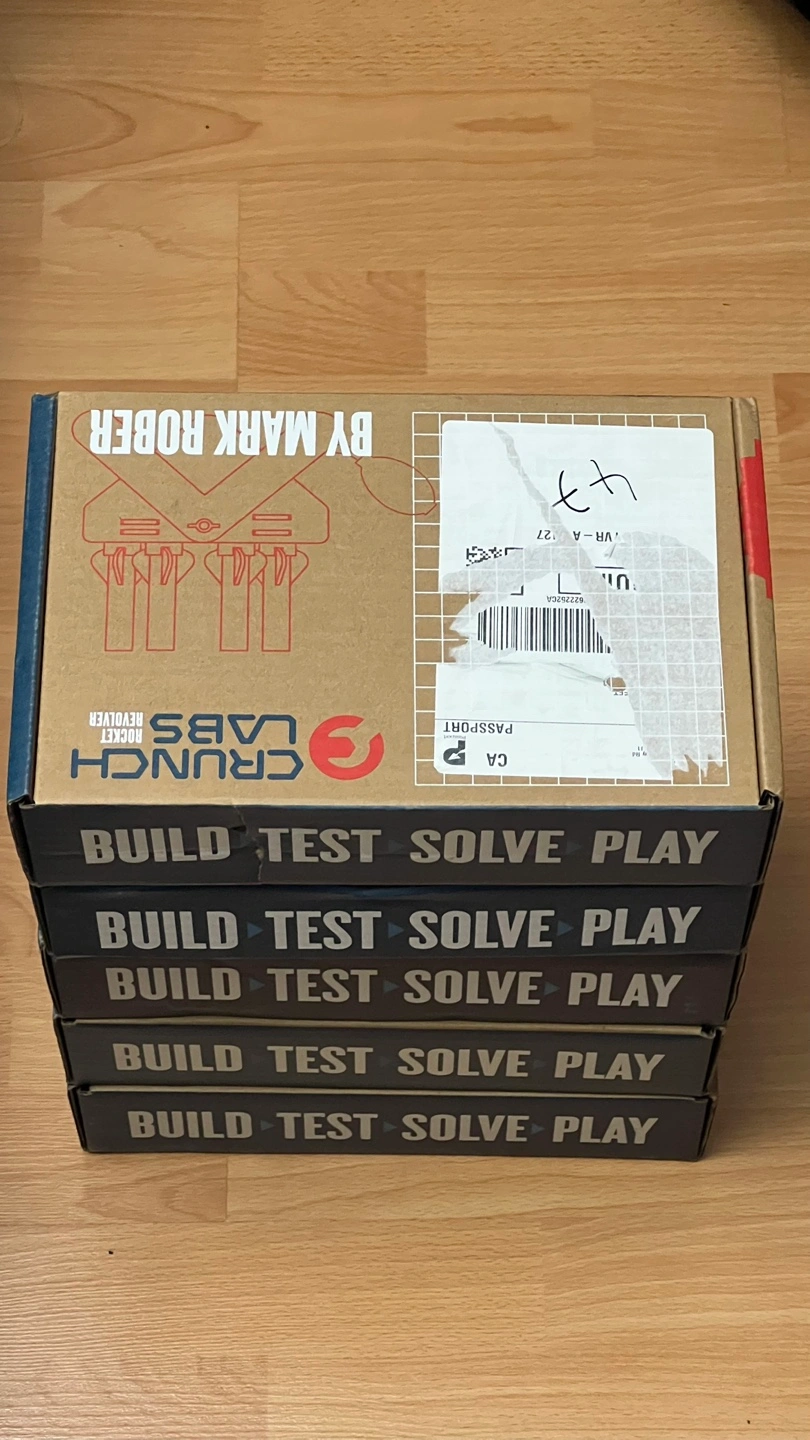 BY MARK ROBER
CRUNCH
LABS
ROCKET
REVOLVER
CA
PASSPORT
BUILD TEST SOLVE PLAY
BUILD TEST SOLVE PLAY
BUILD TEST SOLVE PLAY
BUILD TEST SOLVE PLAY
BUILD TEST SOLVE PLAY